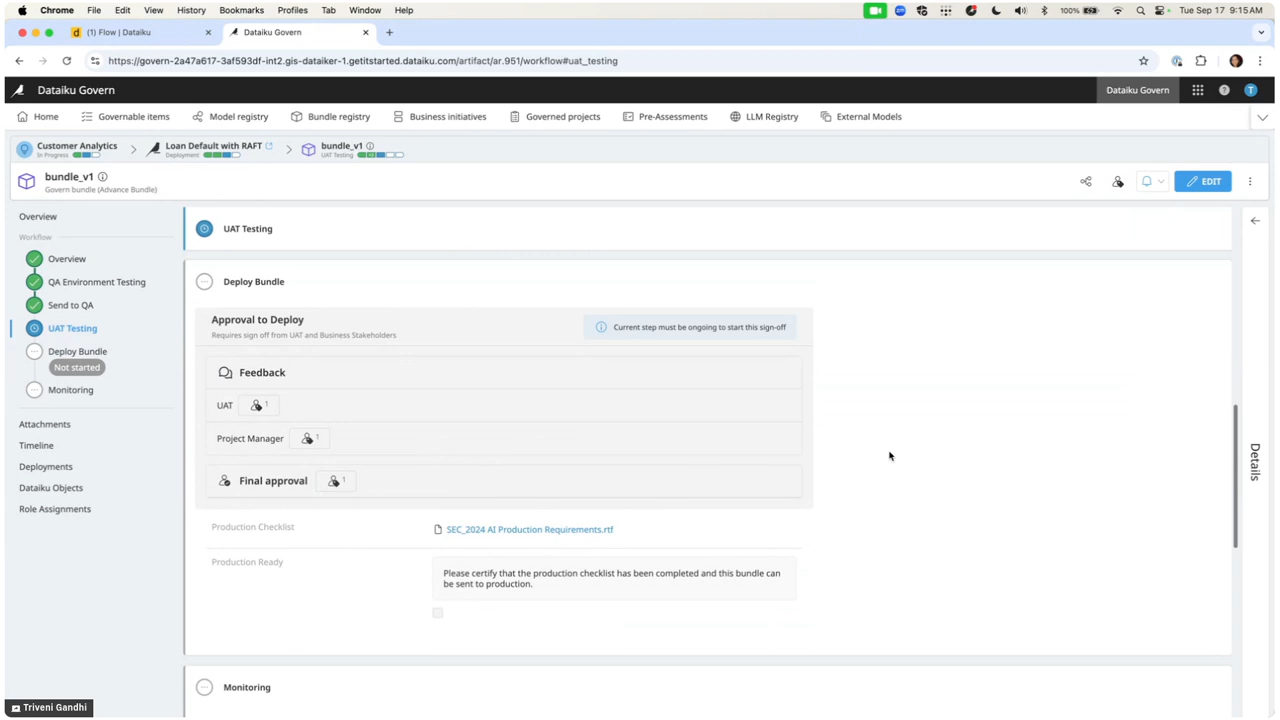 Chrome File Edit View History Bookmarks Profiles Tab Window Help 100% Tue Sep 17 9:15 AM
(1) Flow | Dataiku Dataiku Govern
https://govern-2a47a617-3af593df-int2.gis-dataiker-1.getitstarted.dataiku.com/artifact/ar.951/workflow#uat_testing
Dataiku Govern Dataiku Govern T
Home Governable items Model registry Bundle registry Business initiatives Governed projects Pre-Assessments LLM Registry External Models
Customer Analytics Loan Default with RAFT bundle_v1
In Progress Deployment UAT Testing
bundle_v1
Govern bundle (Advance Bundle)
EDIT
Overview
Workflow
Overview
QA Environment Testing
Send to QA
UAT Testing
Deploy Bundle
Not started
Monitoring
Attachments
Timeline
Deployments
Dataiku Objects
Role Assignments
UAT Testing
Deploy Bundle
Approval to Deploy
Requires sign off from UAT and Business Stakeholders
Current step must be ongoing to start this sign-off
Feedback
UAT 1
Project Manager 1
Final approval 1
Production Checklist SEC_2024 AI Production Requirements.rtf
Production Ready
Please certify that the production checklist has been completed and this bundle can
be sent to production.
Monitoring
Details
Triveni Gandhi